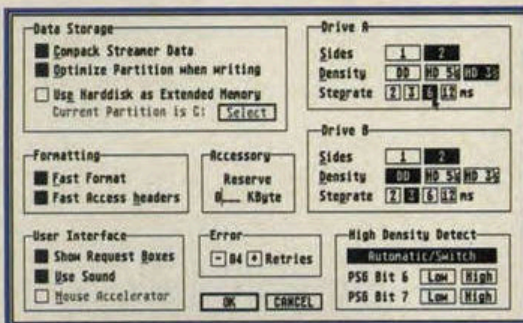 Data Storage
Compack Streamer Data
Optimize Partition when writing
Use Harddisk as Extended Memory
Current Partition is C: Select
Formatting
Fast Format
Fast Access headers
Accessory
Reserve
0___ KByte
User Interface
Show Request Boxes
Use Sound
Mouse Accelerator
Error
- 04 + Retries
OK CANCEL
Drive A
Sides 1 2
Density DD HD 5¼ HD 3½
Steprate 2 3 6 12 ms
Drive B
Sides 1 2
Density DD HD 5¼ HD 3½
Steprate 2 3 6 12 ms
High Density Detect
Automatic/Switch
PSG Bit 6 Low High
PSG Bit 7 Low High